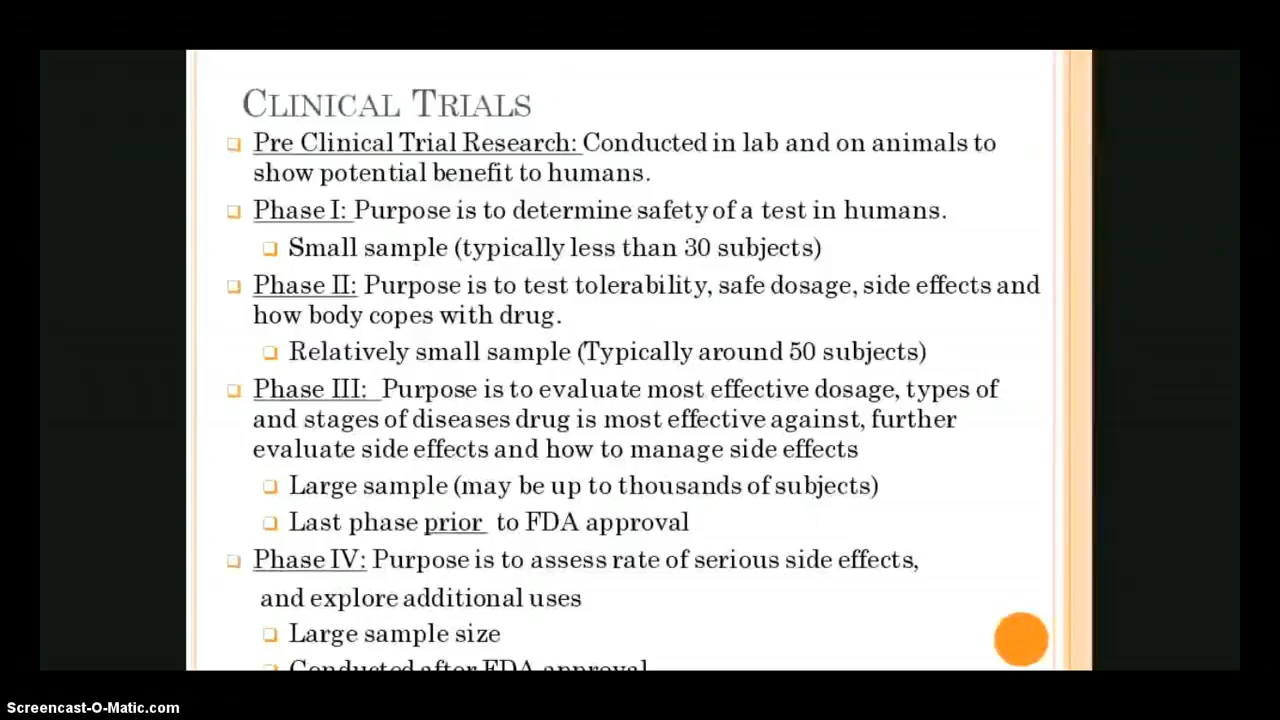 CLINICAL TRIALS
❑ Pre Clinical Trial Research: Conducted in lab and on animals to
show potential benefit to humans.
❑ Phase I: Purpose is to determine safety of a test in humans.
❑ Small sample (typically less than 30 subjects)
❑ Phase II: Purpose is to test tolerability, safe dosage, side effects and
how body copes with drug.
❑ Relatively small sample (Typically around 50 subjects)
❑ Phase III: Purpose is to evaluate most effective dosage, types of
and stages of diseases drug is most effective against, further
evaluate side effects and how to manage side effects
❑ Large sample (may be up to thousands of subjects)
❑ Last phase prior to FDA approval
❑ Phase IV: Purpose is to assess rate of serious side effects,
and explore additional uses
❑ Large sample size
❑ Conducted after FDA approval
Screencast-O-Matic.com